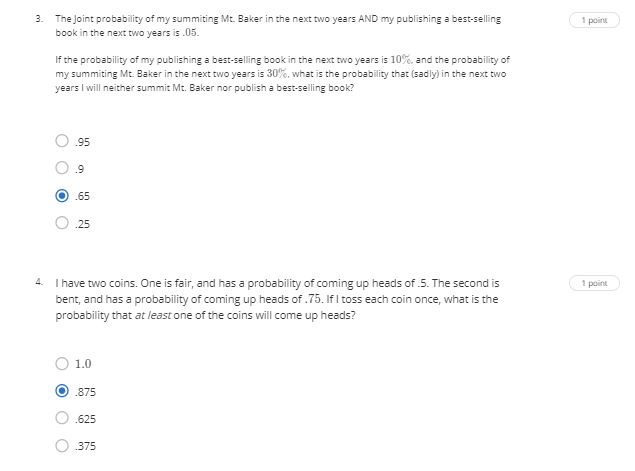 3. The Joint probability of my summiting Mt. Baker in the next two years AND my publishing a best-selling 1 point
book in the next two years is .05.
If the probability of my publishing a best-selling book in the next two years is 10%, and the probability of
my summiting Mt. Baker in the next two years is 30%, what is the probability that (sadly) in the next two
years I will neither summit Mt. Baker nor publish a best-selling book?
.95
.9
.65
.25
4. I have two coins. One is fair, and has a probability of coming up heads of .5. The second is 1 point
bent, and has a probability of coming up heads of .75. If I toss each coin once, what is the
probability that at least one of the coins will come up heads?
1.0
.875
.625
.375